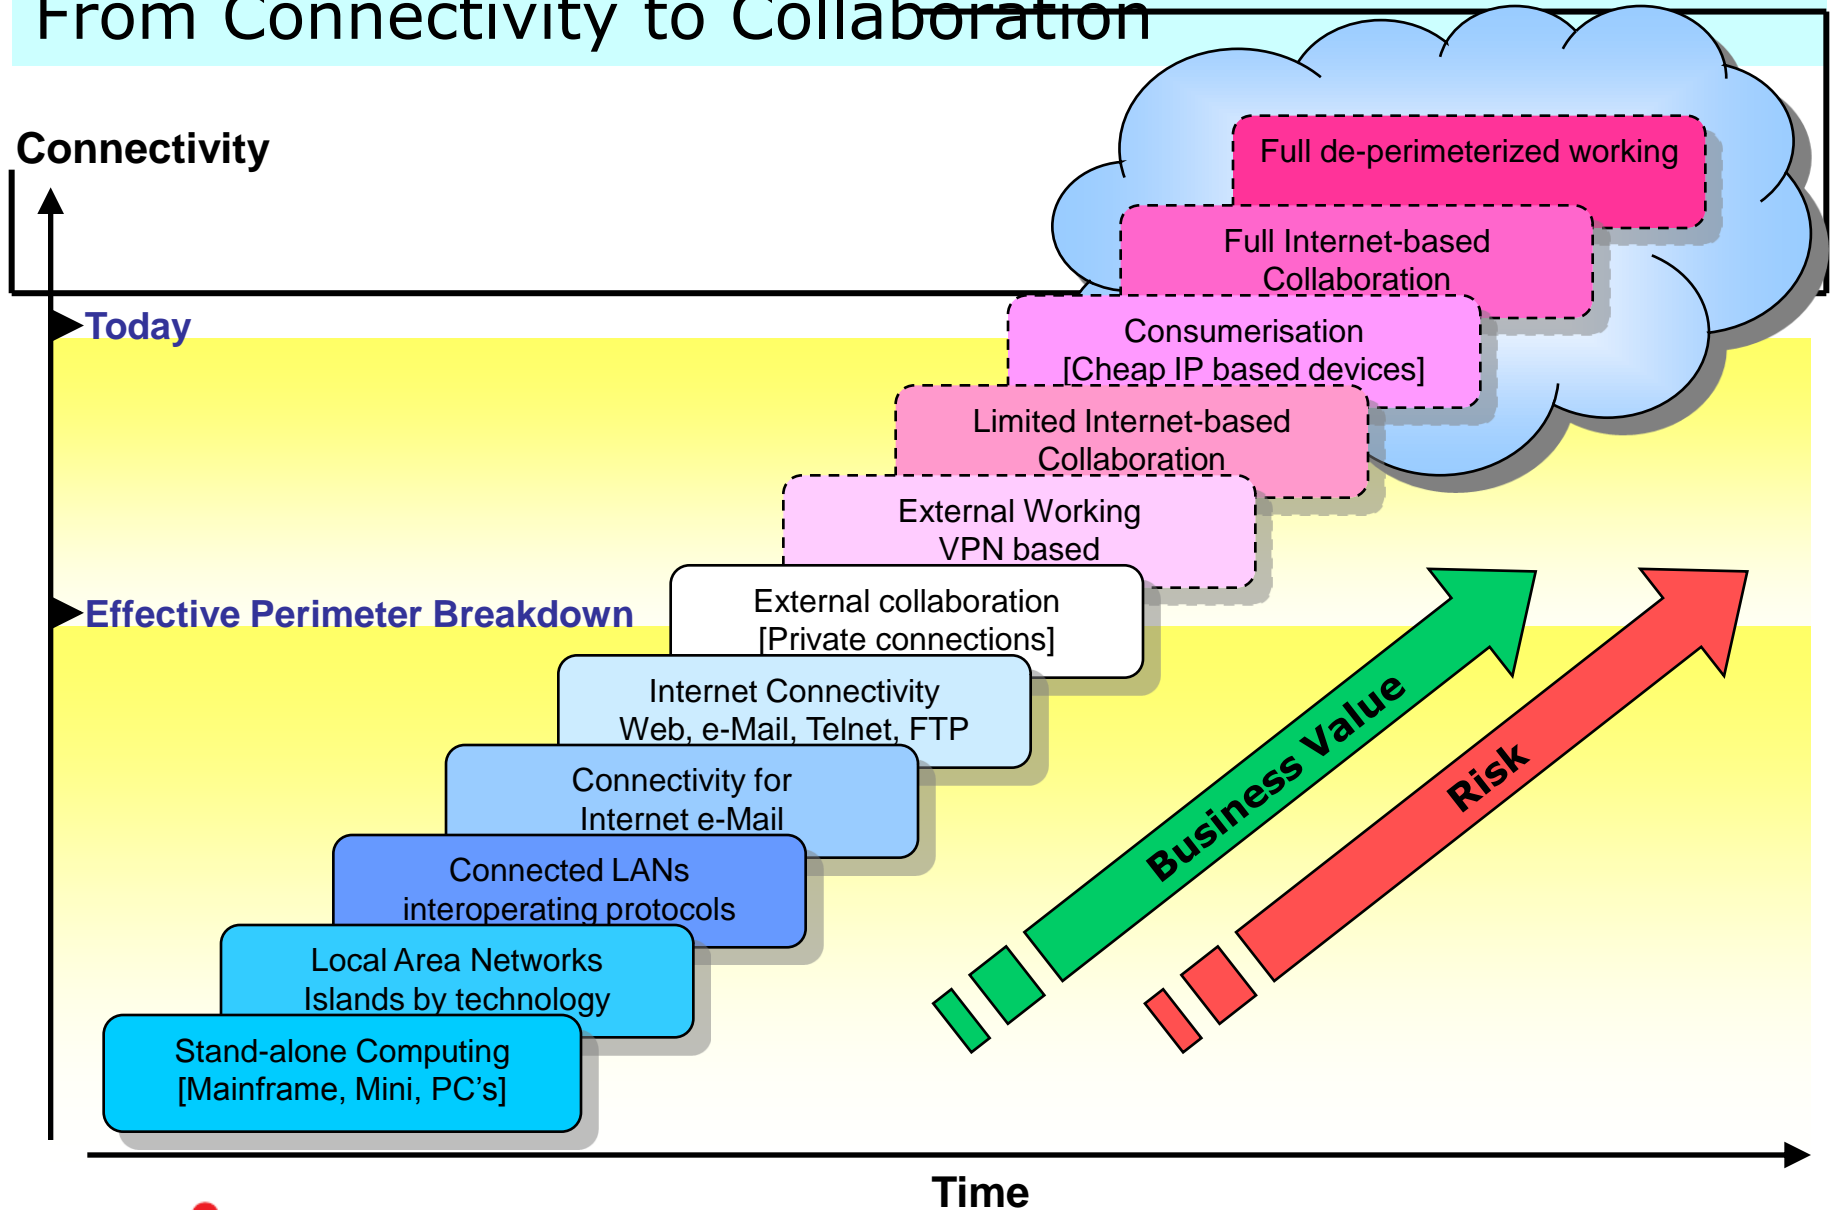 From Connectivity to Collaboration
Connectivity
Full de-perimeterized working
Full Internet-based
Collaboration
Today
Consumerisation
[Cheap IP based devices]
Limited Internet-based
Collaboration
External Working
VPN based
Effective Perimeter Breakdown
External collaboration
[Private connections]
Internet Connectivity
Web, e-Mail, Telnet, FTP
Connectivity for
Internet e-Mail
Connected LANs
interoperating protocols
Local Area Networks
Islands by technology
Stand-alone Computing
[Mainframe, Mini, PC’s]
Business Value
Risk
Time